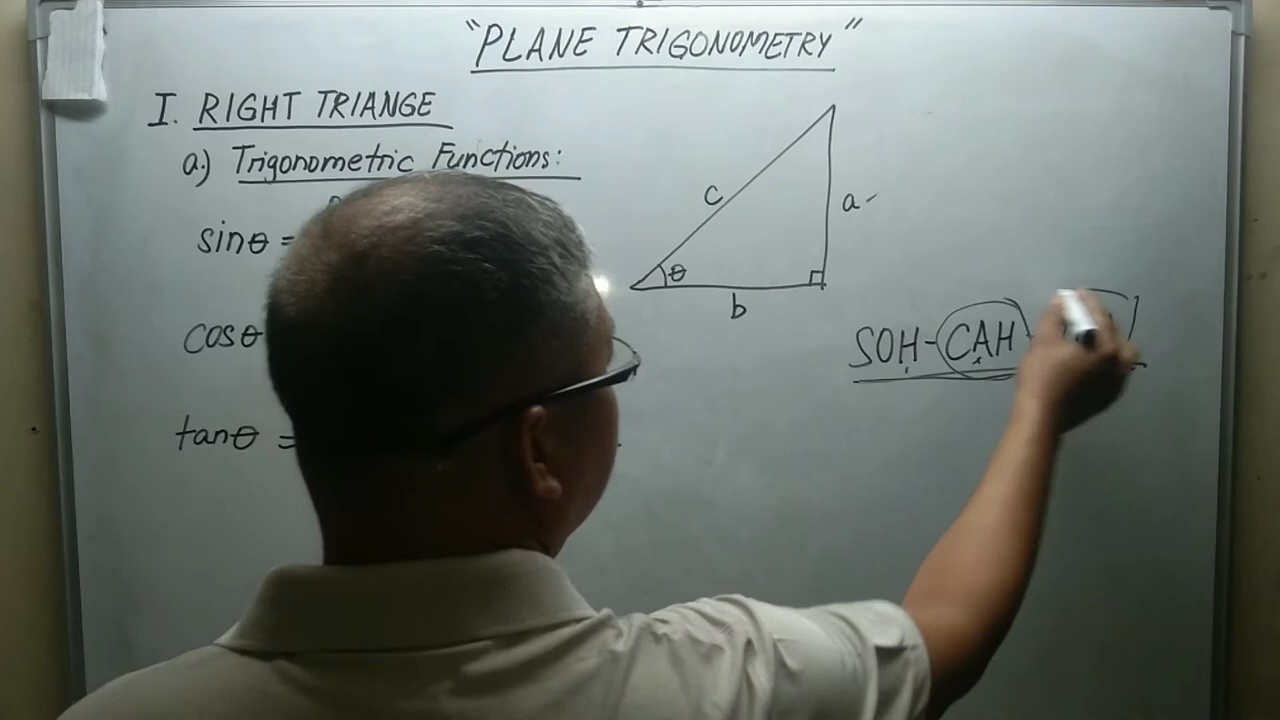 "PLANE TRIGONOMETRY"
I. RIGHT TRIANGE
a.) Trigonometric Functions:
sinθ =
cosθ
tanθ =
c
a
θ
b
SOH-CAH-